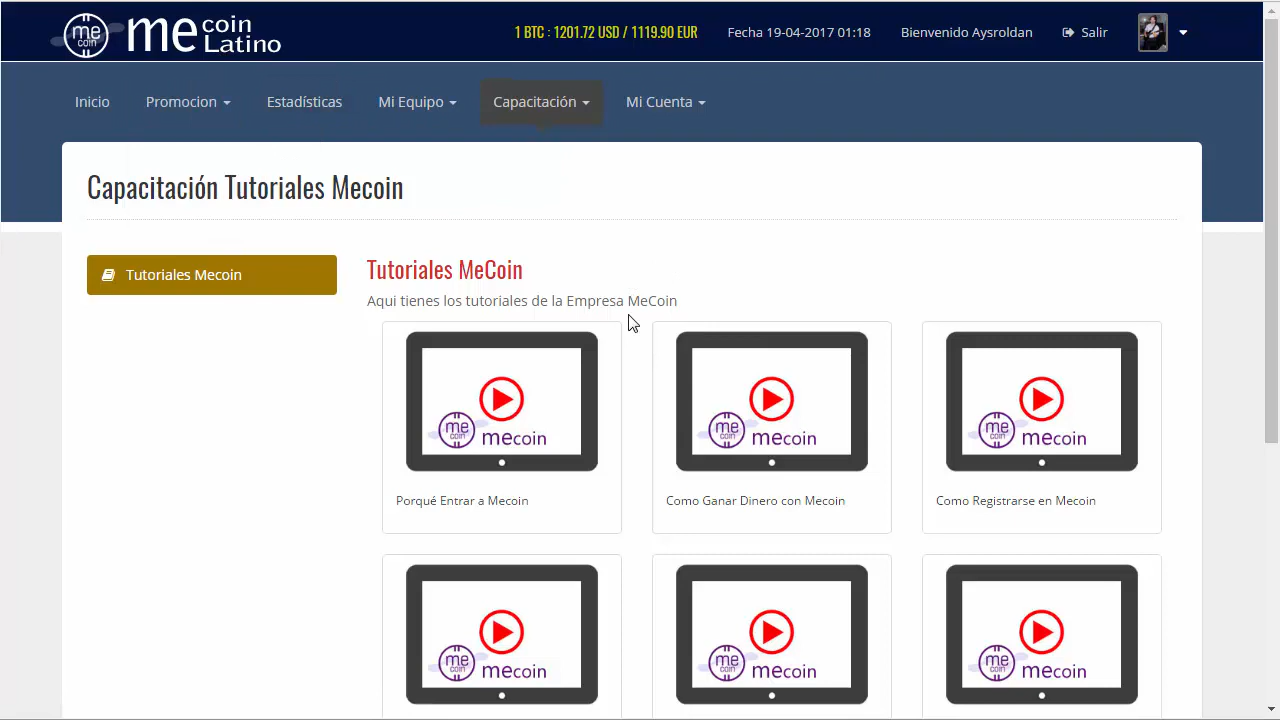 me coin
mecoin Latino
1 BTC : 1201.72 USD / 1119.90 EUR
Fecha 19-04-2017 01:18
Bienvenido Aysroldan
Salir
Inicio
Promocion
Estadísticas
Mi Equipo
Capacitación
Mi Cuenta
Capacitación Tutoriales Mecoin
Tutoriales Mecoin
Tutoriales MeCoin
Aqui tienes los tutoriales de la Empresa MeCoin
me coin mecoin
me coin mecoin
me coin mecoin
Porqué Entrar a Mecoin
Como Ganar Dinero con Mecoin
Como Registrarse en Mecoin
me coin mecoin
me coin mecoin
me coin mecoin